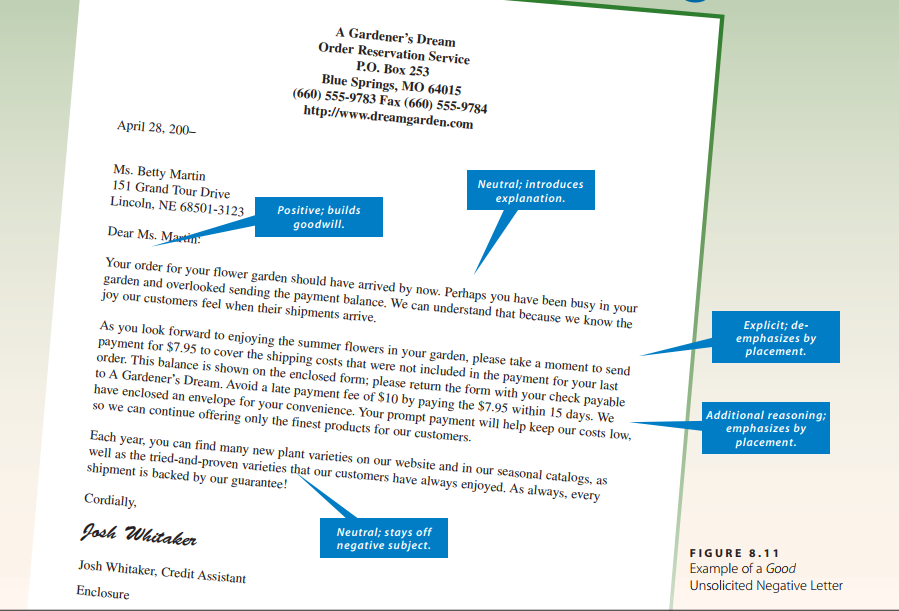 A Gardener's Dream
Order Reservation Service
P.O. Box 253
Blue Springs, MO 64015
(660) 555-9783 Fax (660) 555-9784
http://www.dreamgarden.com
April 28, 200–
Ms. Betty Martin
151 Grand Tour Drive
Lincoln, NE 68501-3123
Neutral; introduces
explanation.
Positive; builds
goodwill.
Dear Ms. Martin:
Your order for your flower garden should have arrived by now. Perhaps you have been busy in your
garden and overlooked sending the payment balance. We can understand that because we know the
joy our customers feel when their shipments arrive.
Explicit; de-
emphasizes by
placement.
As you look forward to enjoying the summer flowers in your garden, please take a moment to send
payment for $7.95 to cover the shipping costs that were not included in the payment for your last
order. This balance is shown on the enclosed form; please return the form with your check payable
to A Gardener's Dream. Avoid a late payment fee of $10 by paying the $7.95 within 15 days. We
have enclosed an envelope for your convenience. Your prompt payment will help keep our costs low,
so we can continue offering only the finest products for our customers.
Additional reasoning;
emphasizes by
placement.
Each year, you can find many new plant varieties on our website and in our seasonal catalogs, as
well as the tried-and-proven varieties that our customers have always enjoyed. As always, every
shipment is backed by our guarantee!
Neutral; stays off
negative subject.
Cordially,
Josh Whitaker
Josh Whitaker, Credit Assistant
Enclosure
FIGURE 8.11
Example of a Good
Unsolicited Negative Letter